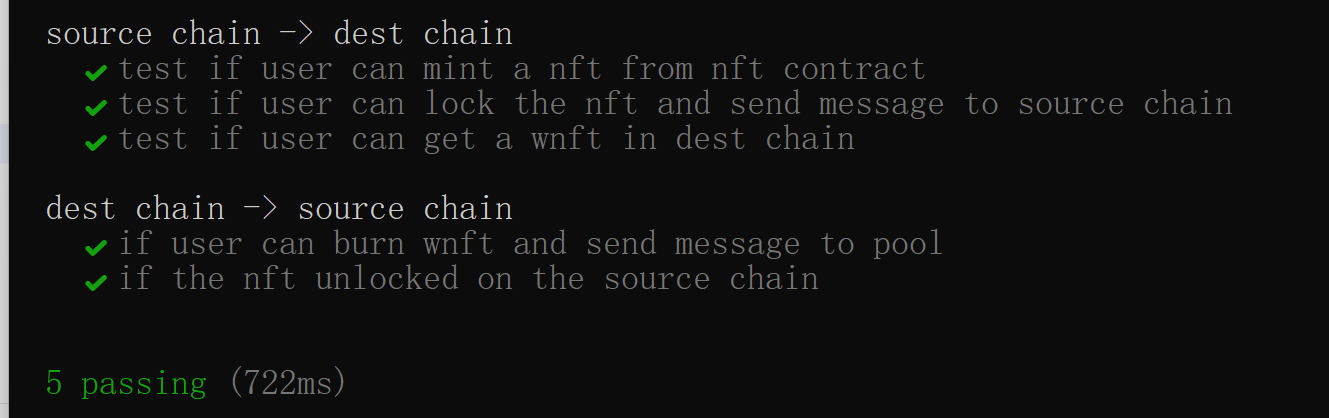 source chain -> dest chain
✔ test if user can mint a nft from nft contract
✔ test if user can lock the nft and send message to source chain
✔ test if user can get a wnft in dest chain
dest chain -> source chain
✔ if user can burn wnft and send message to pool
✔ if the nft unlocked on the source chain
5 passing (722ms)